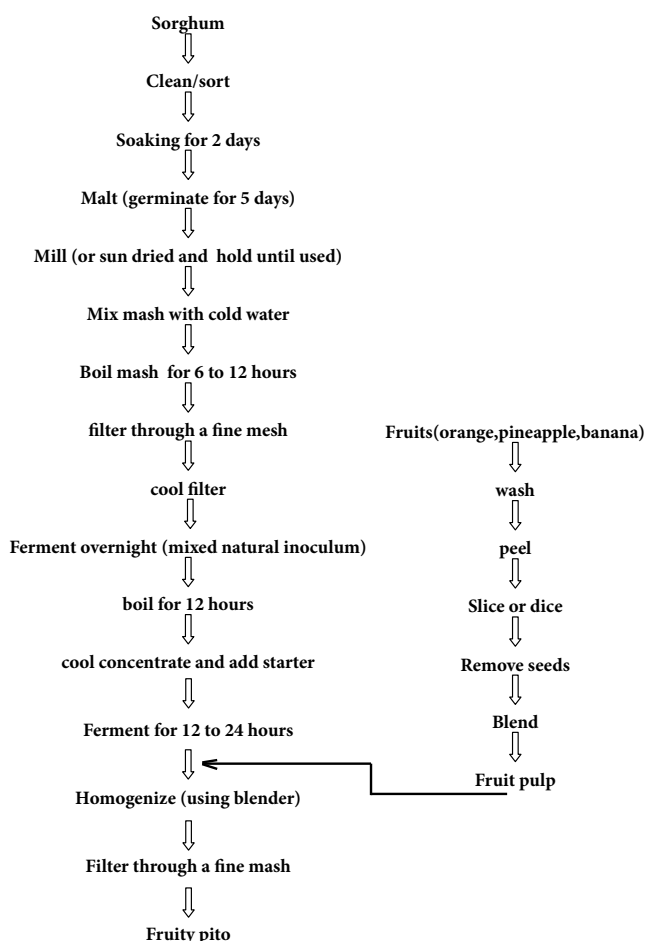 Sorghum
Clean/sort
Soaking for 2 days
Malt (germinate for 5 days)
Mill (or sun dried and hold until used)
Mix mash with cold water
Boil mash for 6 to 12 hours
filter through a fine mesh
cool filter
Ferment overnight (mixed natural inoculum)
boil for 12 hours
cool concentrate and add starter
Ferment for 12 to 24 hours
Homogenize (using blender)
Filter through a fine mash
Fruity pito
Fruits(orange,pineapple,banana)
wash
peel
Slice or dice
Remove seeds
Blend
Fruit pulp